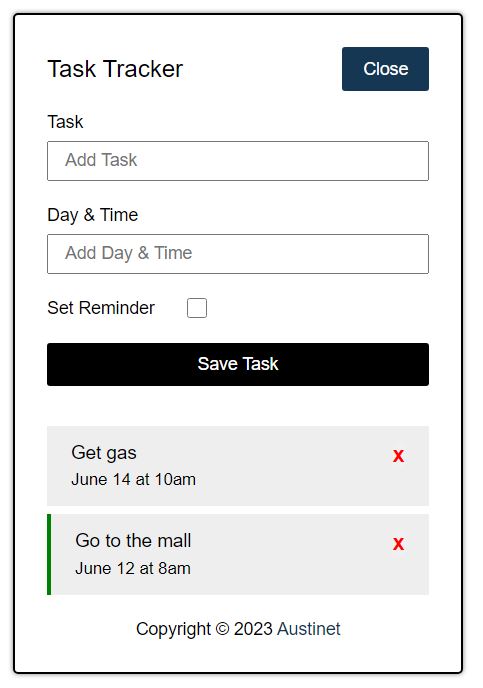 Task Tracker
Close
Task
Add Task
Day & Time
Add Day & Time
Set Reminder
Save Task
Get gas
x
June 14 at 10am
Go to the mall
x
June 12 at 8am
Copyright © 2023 Austinet